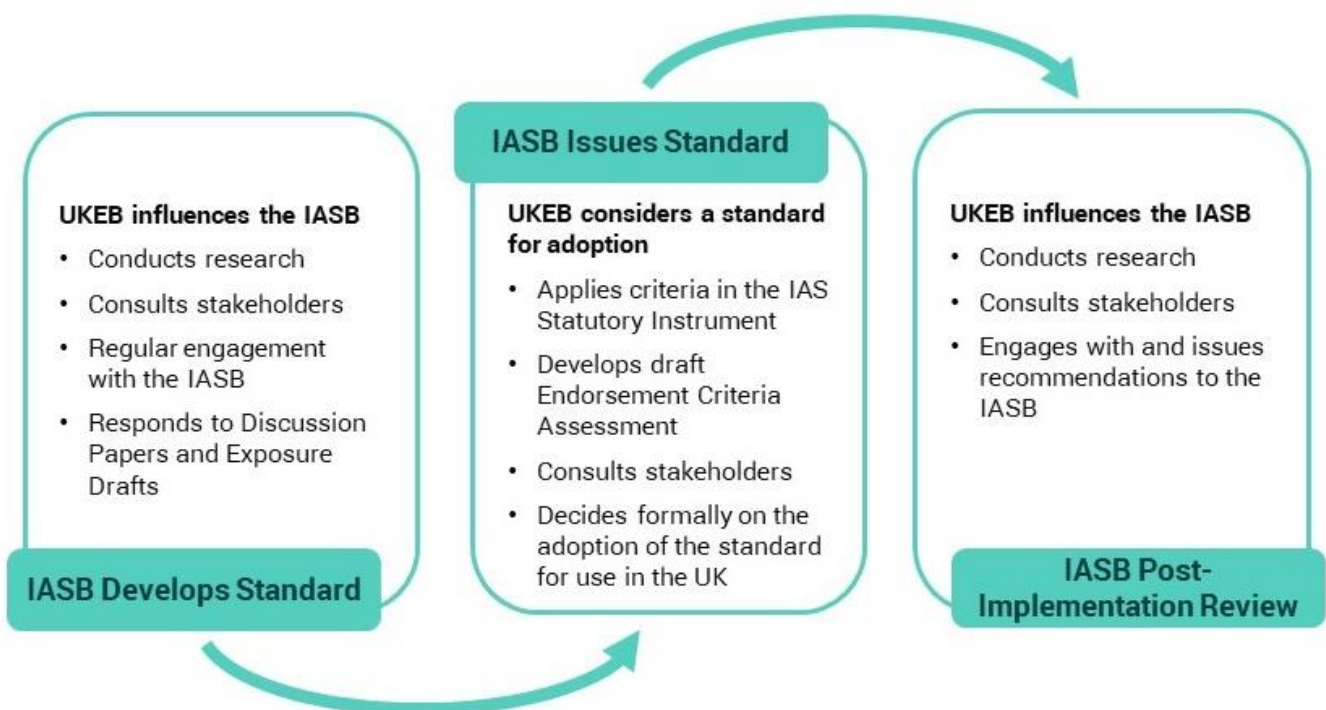 UKEB influences the IASB
• Conducts research
• Consults stakeholders
• Regular engagement
with the IASB
• Responds to Discussion
Papers and Exposure
Drafts
IASB Develops Standard
IASB Issues Standard
UKEB considers a standard
for adoption
• Applies criteria in the IAS
Statutory Instrument
• Develops draft
Endorsement Criteria
Assessment
• Consults stakeholders
• Decides formally on the
adoption of the standard
for use in the UK
UKEB influences the IASB
• Conducts research
• Consults stakeholders
• Engages with and issues
recommendations to the
IASB
IASB Post-
Implementation Review